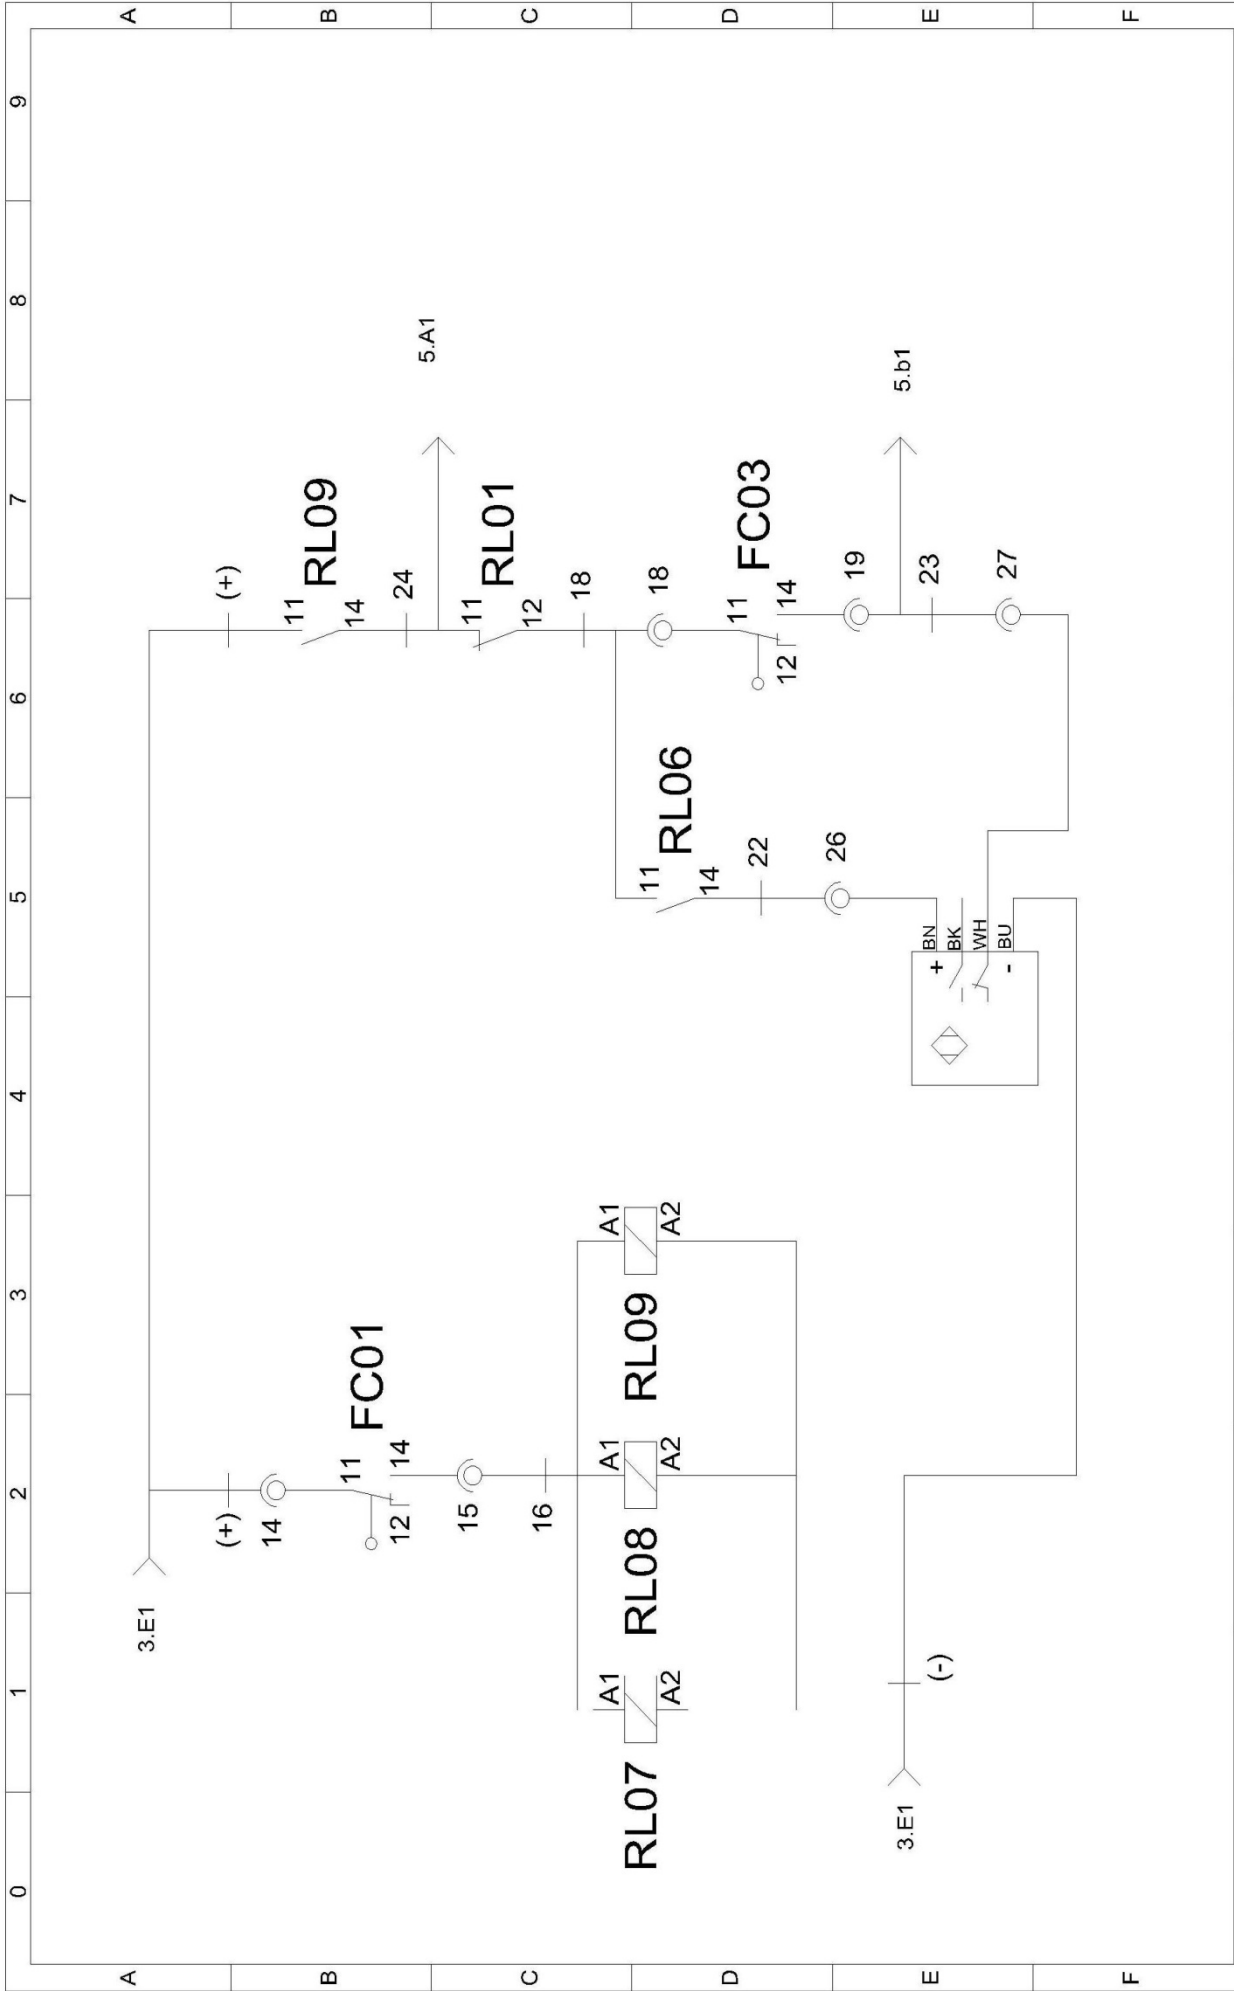 0 1 2 3 4 5 6 7 8 9
A A
3.E1
(+) (+)
14
B B
11 11
FC01 RL09
12 14 14
24
5.A1
15 11
RL01
16 12
C C
18
A1 A1 A1 11 18
RL07 RL08 RL09 RL06
A2 A2 A2 14
D D
11
FC03
22 12 14
26 19
3.E1 5.b1
(-)
E E
+ BN 23
BK
WH
- BU 27
F F